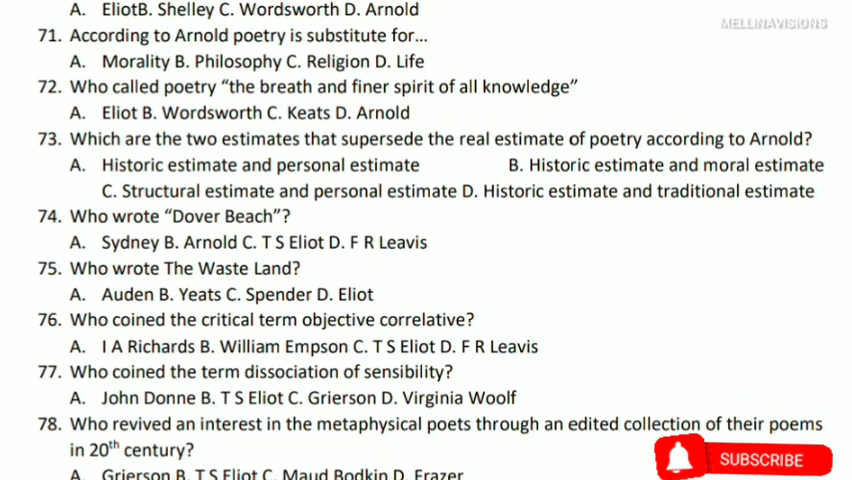 A. EliotB. Shelley C. Wordsworth D. Arnold
MELLINAVISIONS
71. According to Arnold poetry is substitute for...
A. Morality B. Philosophy C. Religion D. Life
72. Who called poetry “the breath and finer spirit of all knowledge”
A. Eliot B. Wordsworth C. Keats D. Arnold
73. Which are the two estimates that supersede the real estimate of poetry according to Arnold?
A. Historic estimate and personal estimate B. Historic estimate and moral estimate
C. Structural estimate and personal estimate D. Historic estimate and traditional estimate
74. Who wrote “Dover Beach”?
A. Sydney B. Arnold C. T S Eliot D. F R Leavis
75. Who wrote The Waste Land?
A. Auden B. Yeats C. Spender D. Eliot
76. Who coined the critical term objective correlative?
A. I A Richards B. William Empson C. T S Eliot D. F R Leavis
77. Who coined the term dissociation of sensibility?
A. John Donne B. T S Eliot C. Grierson D. Virginia Woolf
78. Who revived an interest in the metaphysical poets through an edited collection of their poems
in 20th century?
SUBSCRIBE
A. Grierson B. T S Eliot C. Maud Bodkin D. Frazer